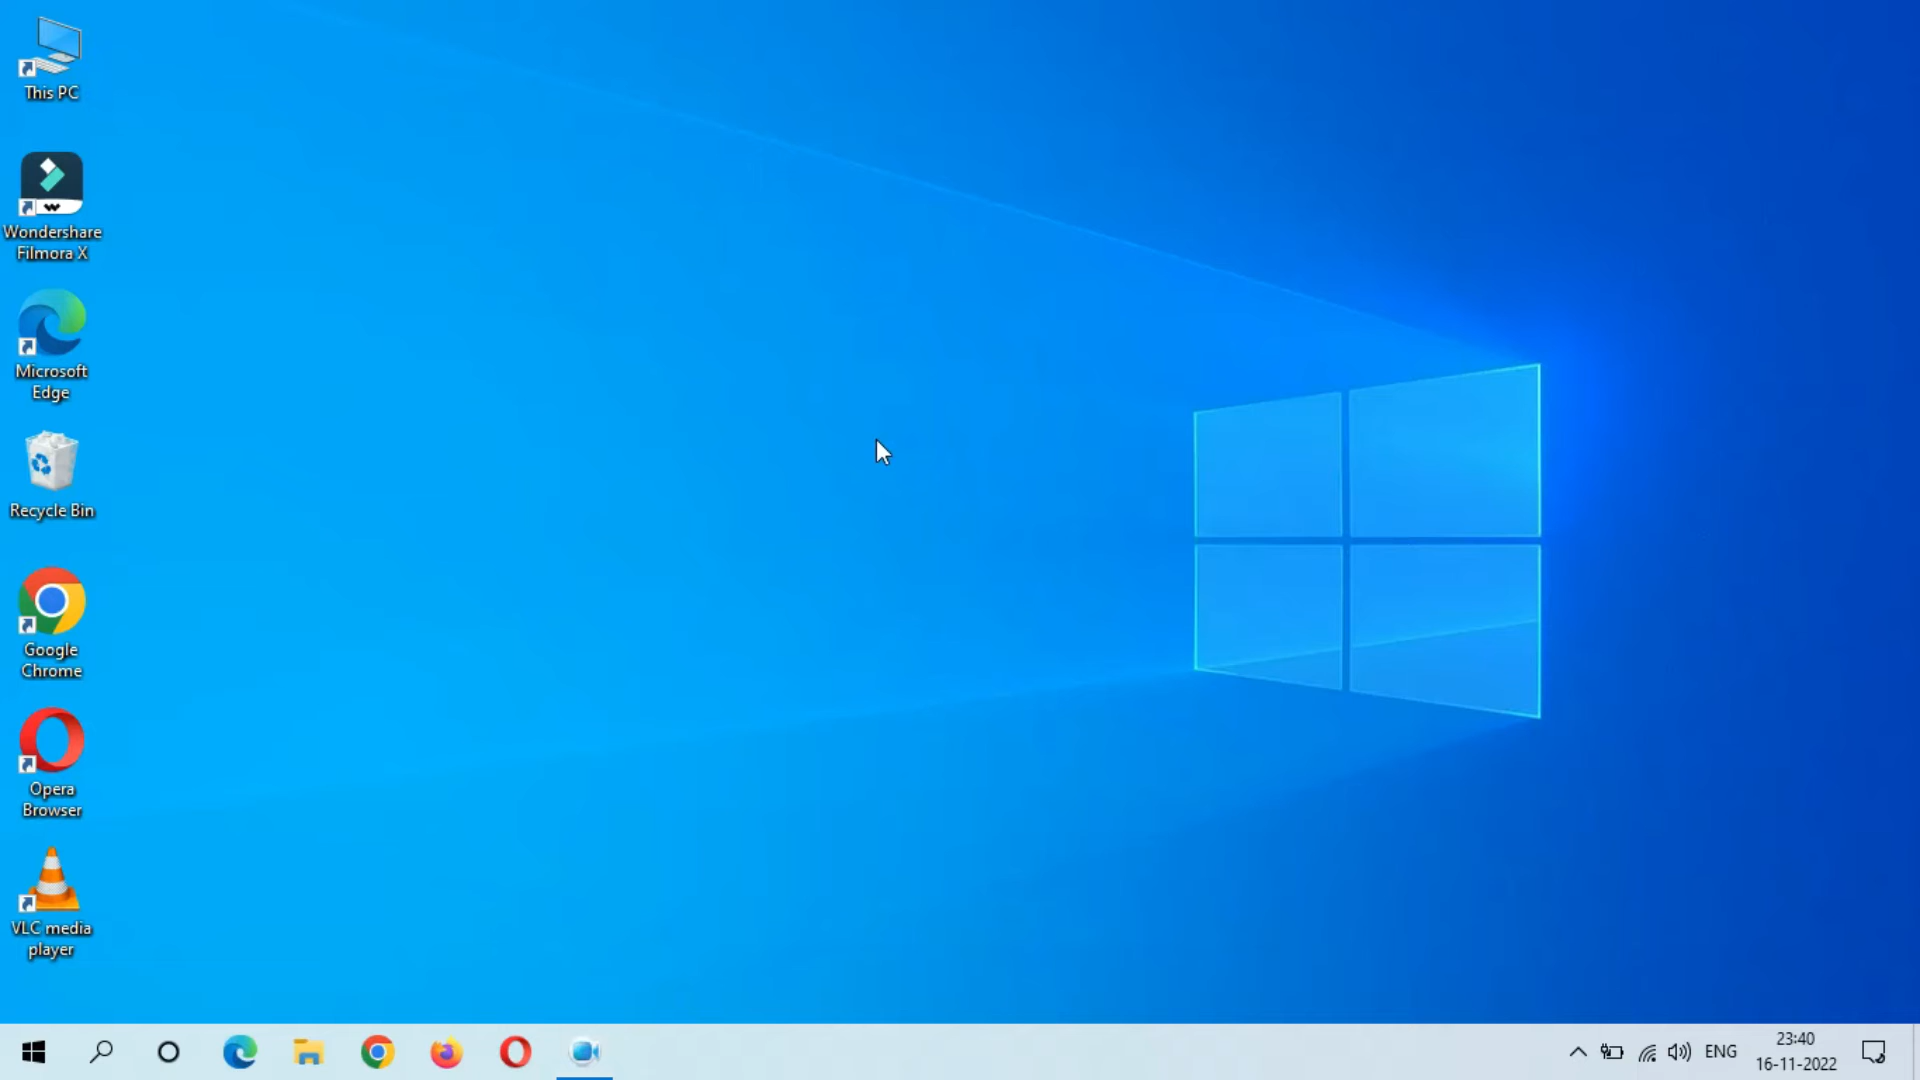 This PC
Wondershare
Filmora X
Microsoft
Edge
Recycle Bin
Google
Chrome
Opera
Browser
VLC media
player
ENG
23:40
16-11-2022